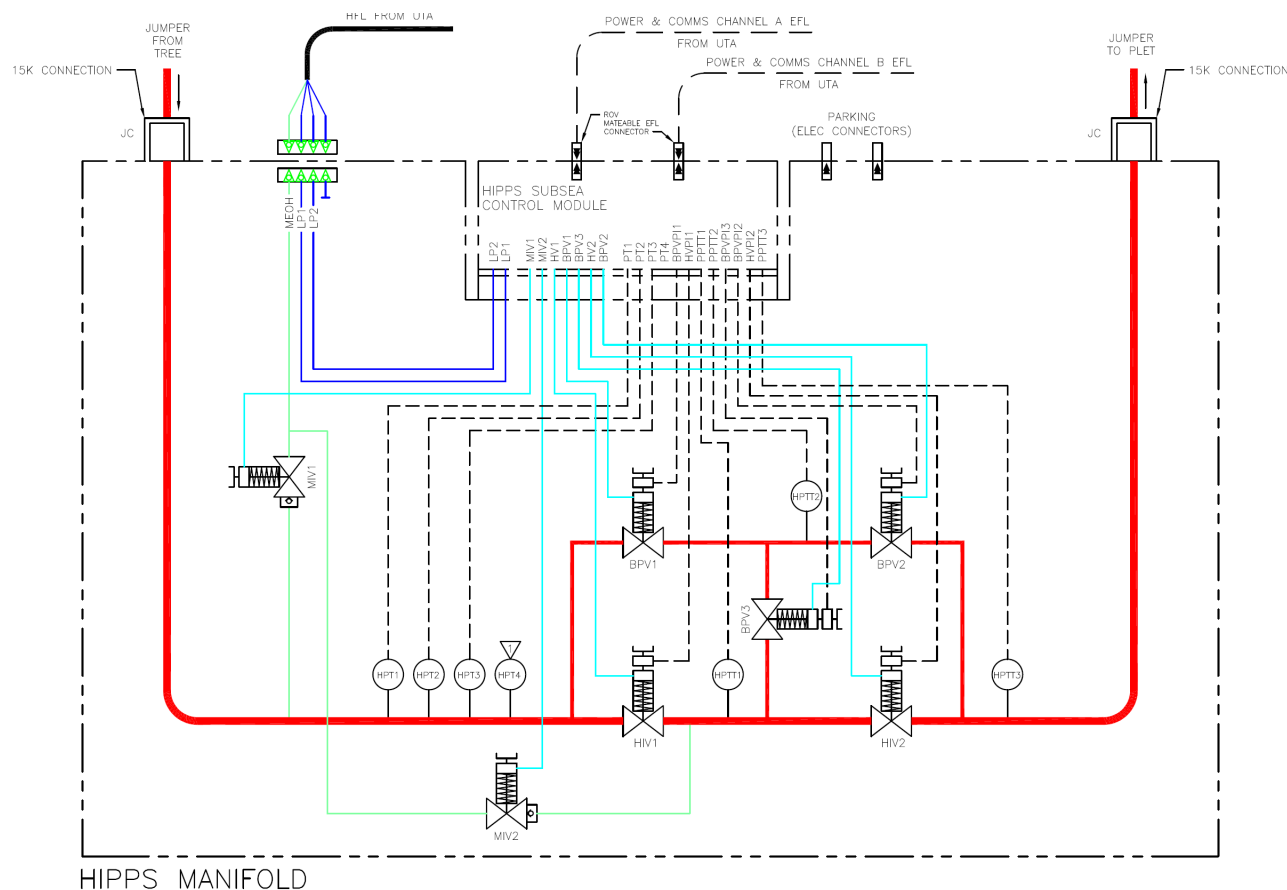 HFL FROM UTA
JUMPER
FROM
TREE
15K CONNECTION
JC
POWER & COMMS CHANNEL A EFL
FROM UTA
POWER & COMMS CHANNEL B EFL
FROM UTA
JUMPER
TO PLET
15K CONNECTION
JC
ROV
MATEABLE EFL
CONNECTOR
PARKING
(ELEC CONNECTORS)
HIPPS SUBSEA
CONTROL MODULE
MEOH
LP1
LP2
LP2
LP1
MIV1
MIV2
HV1
BPV1
BPV3
HV2
BPV2
PT1
PT2
PT3
PT4
BPVPI1
HVPI1
PPTT1
PPTT2
BPVPI3
BPVPI2
HVPI2
PPTT3
MIV1
HPTT2
BPV1
BPV2
BPV3
1
HPT1
HPT2
HPT3
HPT4
HPTT1
HPTT3
HIV1
HIV2
MIV2
HIPPS MANIFOLD